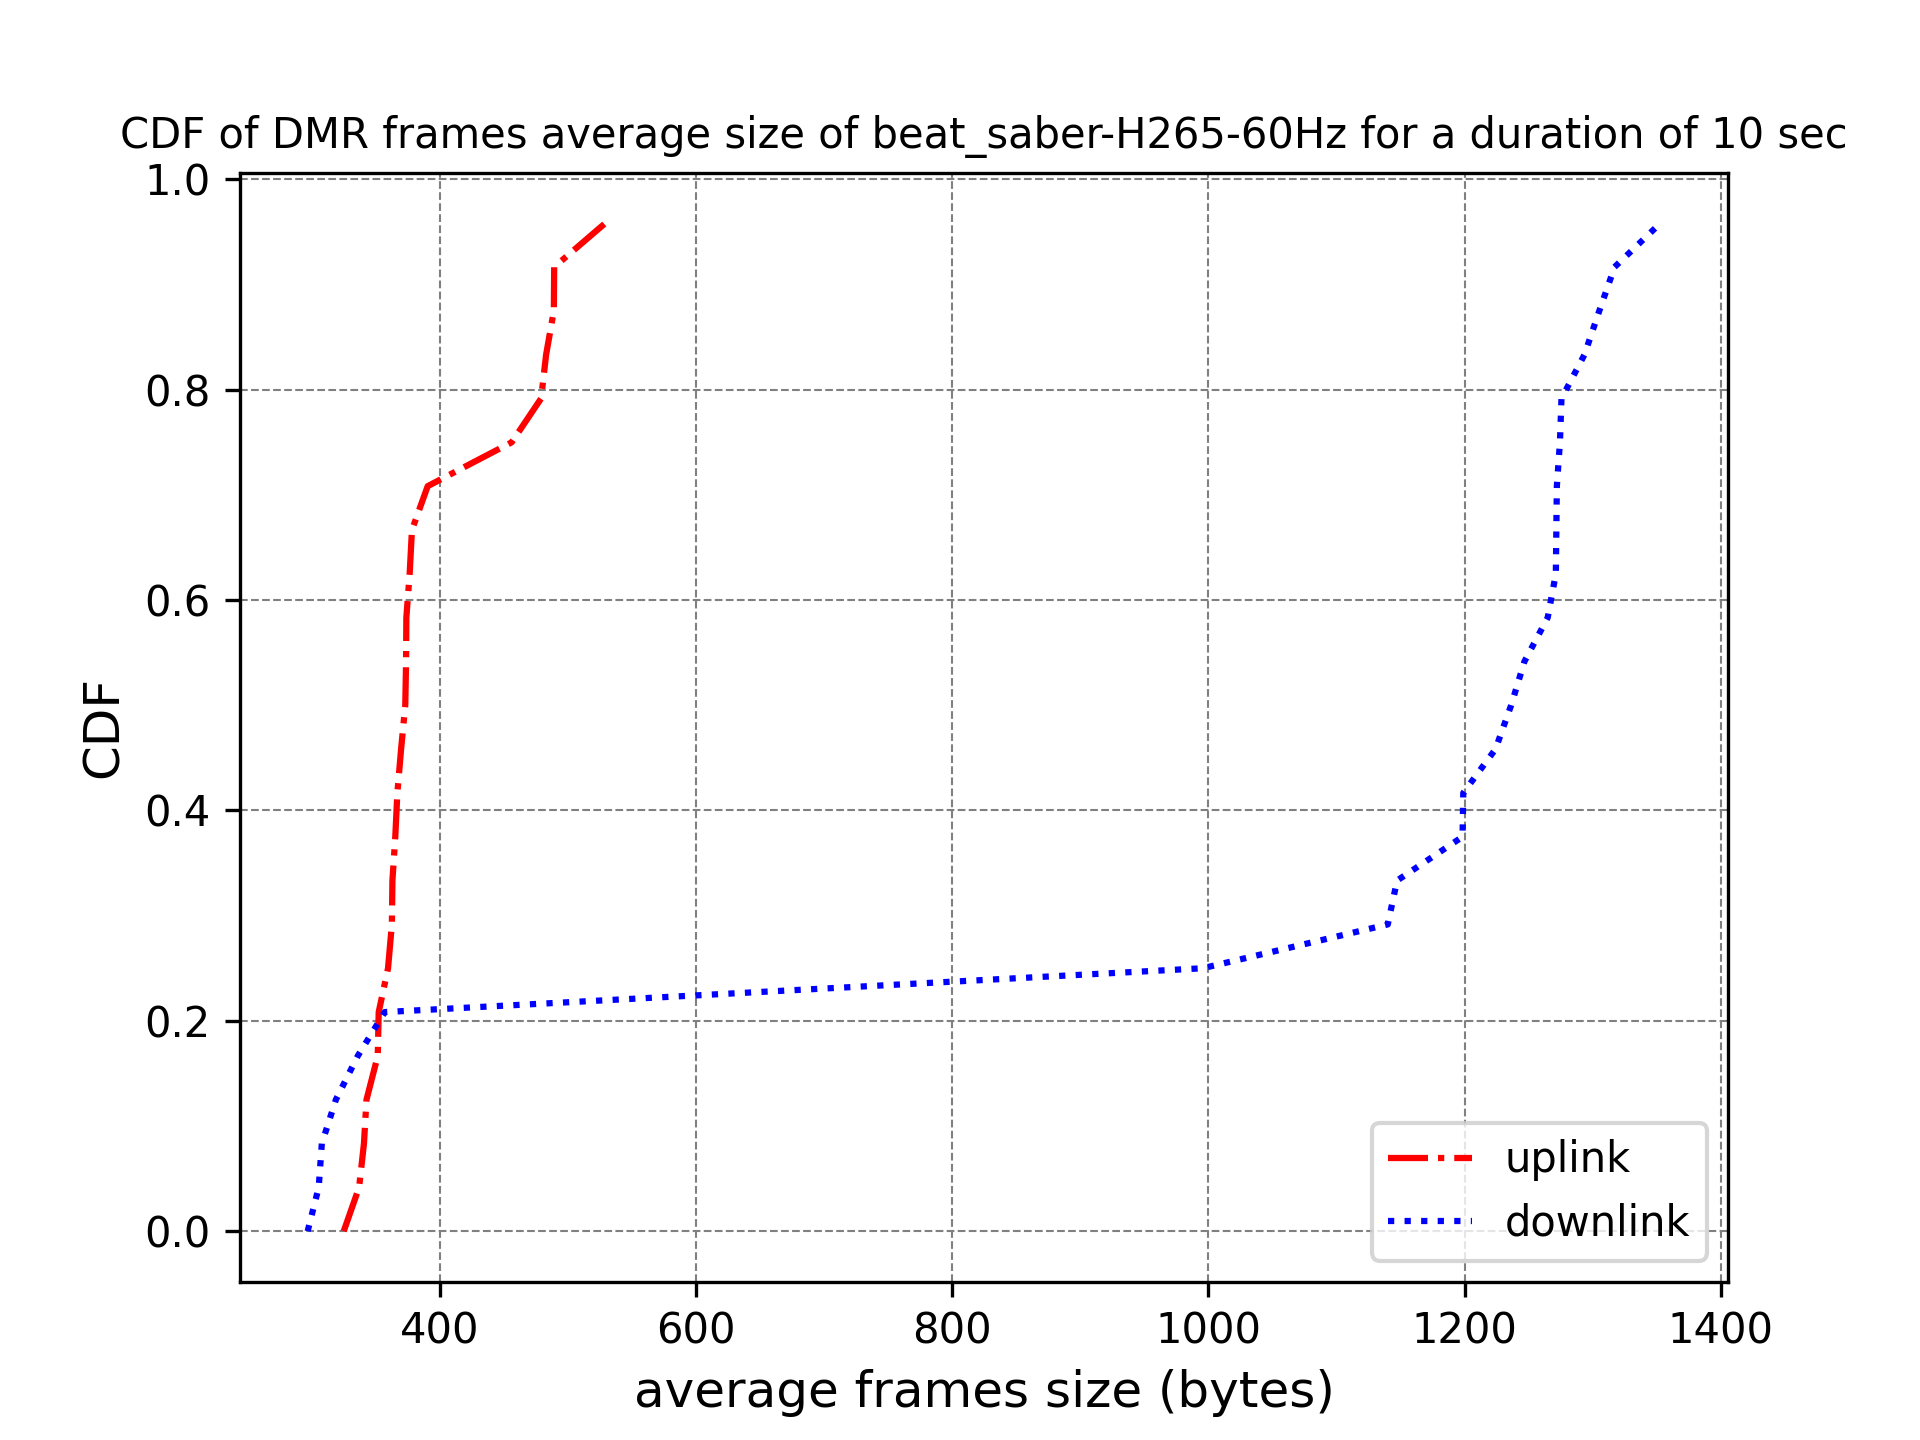 CDF of DMR frames average size of beat_saber-H265-60Hz for a duration of 10 sec
1.0
0.8
0.6
0.4
0.2
0.0
CDF
uplink
downlink
400 600 800 1000 1200 1400
average frames size (bytes)